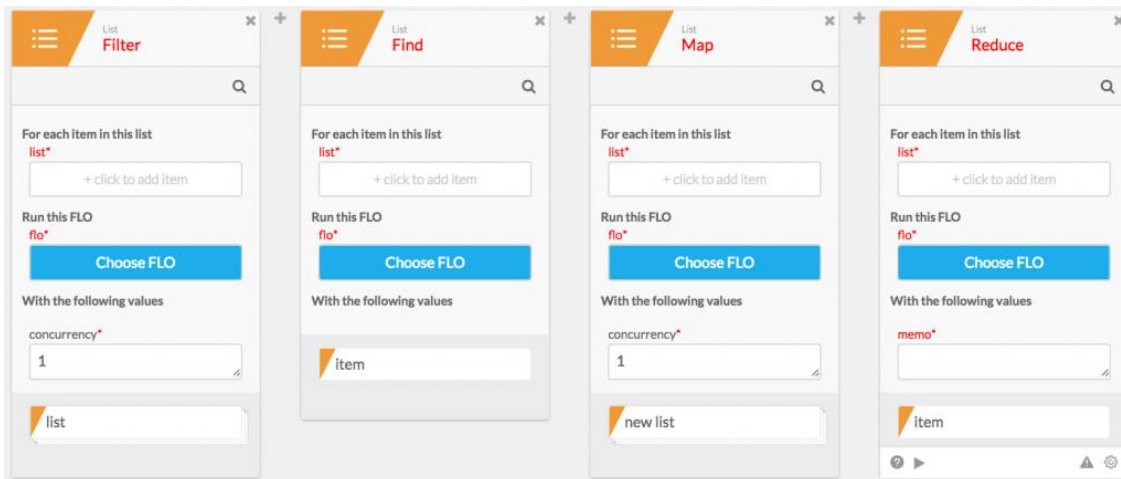 List
Filter
For each item in this list
list*
+ click to add item
Run this FLO
flo*
Choose FLO
With the following values
concurrency*
1
list
List
Find
For each item in this list
list*
+ click to add item
Run this FLO
flo*
Choose FLO
With the following values
item
List
Map
For each item in this list
list*
+ click to add item
Run this FLO
flo*
Choose FLO
With the following values
concurrency*
1
new list
List
Reduce
For each item in this list
list*
+ click to add item
Run this FLO
flo*
Choose FLO
With the following values
memo*
item